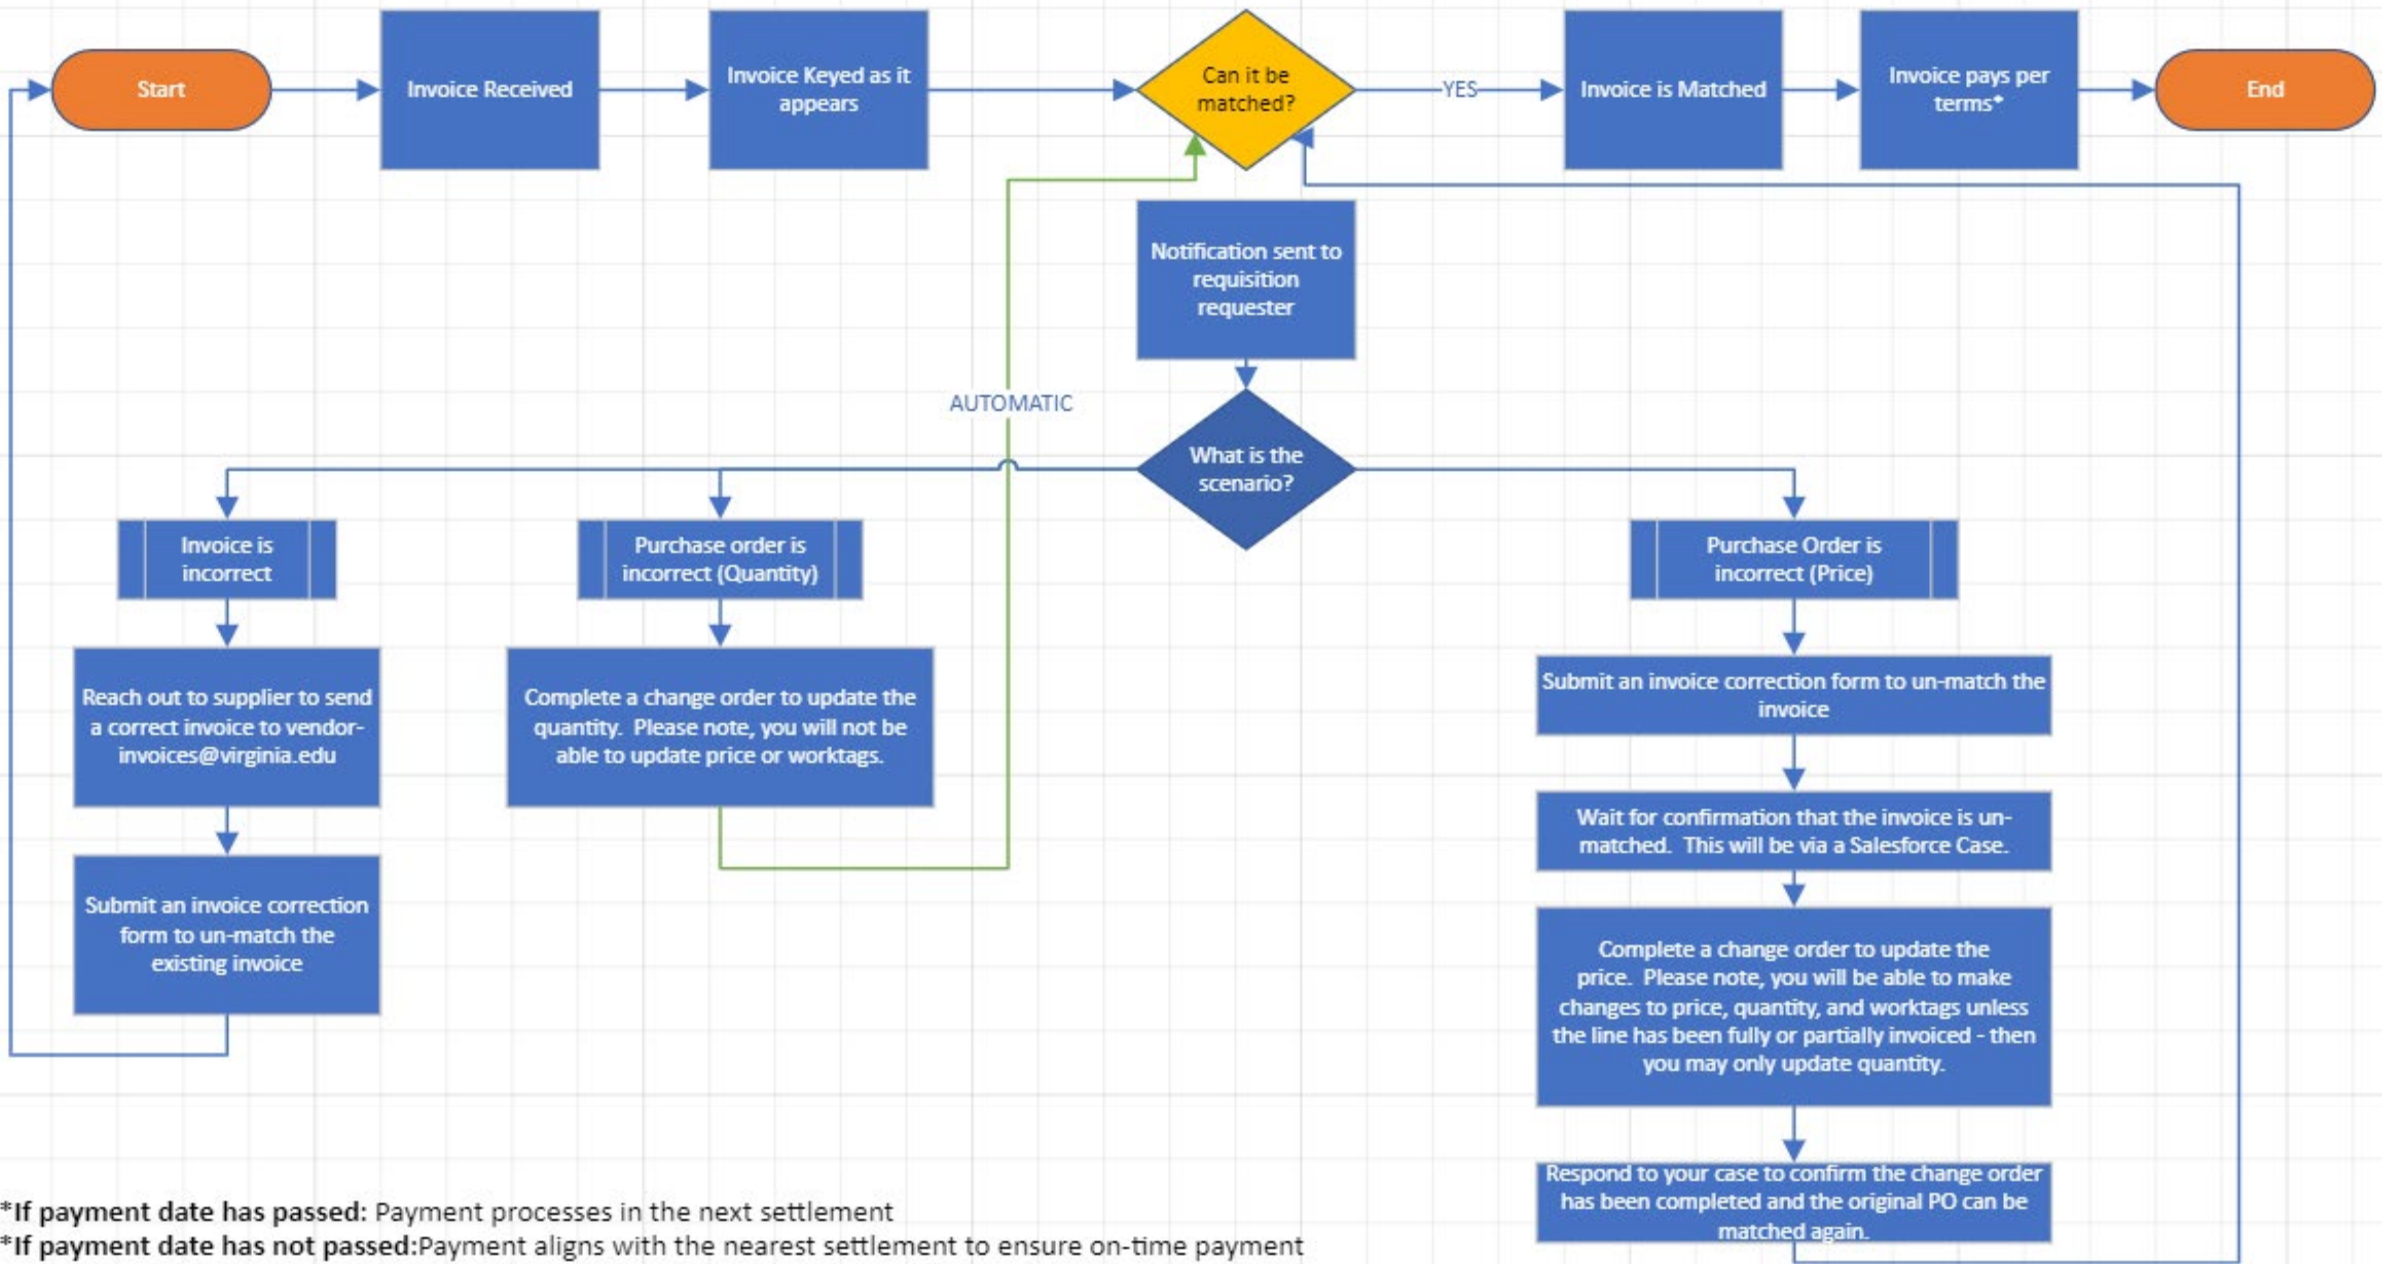 Start
Invoice Received
Invoice Keyed as it
appears
Can it be
matched?
YES
Invoice is Matched
Invoice pays per
terms*
End
Notification sent to
requisition
requester
AUTOMATIC
What is the
scenario?
Invoice is
incorrect
Purchase order is
incorrect (Quantity)
Purchase Order is
incorrect (Price)
Reach out to supplier to send
a correct invoice to vendor-
invoices@virginia.edu
Complete a change order to update the
quantity.  Please note, you will not be
able to update price or worktags.
Submit an invoice correction form to un-match the
invoice
Wait for confirmation that the invoice is un-
matched.  This will be via a Salesforce Case.
Submit an invoice correction
form to un-match the
existing invoice
Complete a change order to update the
price.  Please note, you will be able to make
changes to price, quantity, and worktags unless
the line has been fully or partially invoiced - then
you may only update quantity.
Respond to your case to confirm the change order
has been completed and the original PO can be
matched again.
*If payment date has passed: Payment processes in the next settlement
*If payment date has not passed:Payment aligns with the nearest settlement to ensure on-time payment